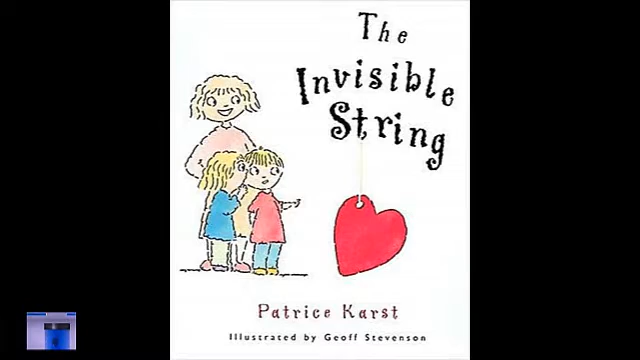 The
Invisible
String
Patrice Karst
Illustrated by Geoff Stevenson